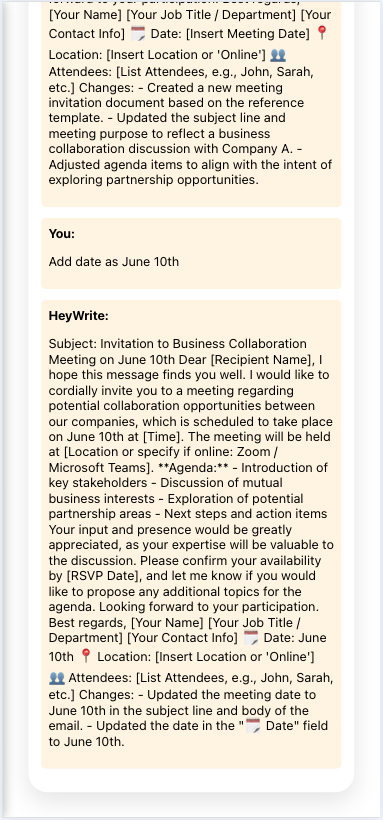 [Your Name] [Your Job Title / Department] [Your
Contact Info] 🗓️ Date: [Insert Meeting Date] 📍
Location: [Insert Location or 'Online'] 👥
Attendees: [List Attendees, e.g., John, Sarah,
etc.] Changes: - Created a new meeting
invitation document based on the reference
template. - Updated the subject line and
meeting purpose to reflect a business
collaboration discussion with Company A. -
Adjusted agenda items to align with the intent of
exploring partnership opportunities.
You:
Add date as June 10th
HeyWrite:
Subject: Invitation to Business Collaboration
Meeting on June 10th Dear [Recipient Name], I
hope this message finds you well. I would like to
cordially invite you to a meeting regarding
potential collaboration opportunities between
our companies, which is scheduled to take place
on June 10th at [Time]. The meeting will be held
at [Location or specify if online: Zoom /
Microsoft Teams]. **Agenda:** - Introduction of
key stakeholders - Discussion of mutual
business interests - Exploration of potential
partnership areas - Next steps and action items
Your input and presence would be greatly
appreciated, as your expertise will be valuable to
the discussion. Please confirm your availability
by [RSVP Date], and let me know if you would
like to propose any additional topics for the
agenda. Looking forward to your participation.
Best regards, [Your Name] [Your Job Title /
Department] [Your Contact Info] 🗓️ Date: June
10th 📍 Location: [Insert Location or 'Online']
👥 Attendees: [List Attendees, e.g., John, Sarah,
etc.] Changes: - Updated the meeting date to
June 10th in the subject line and body of the
email. - Updated the date in the "🗓️ Date" field
to June 10th.